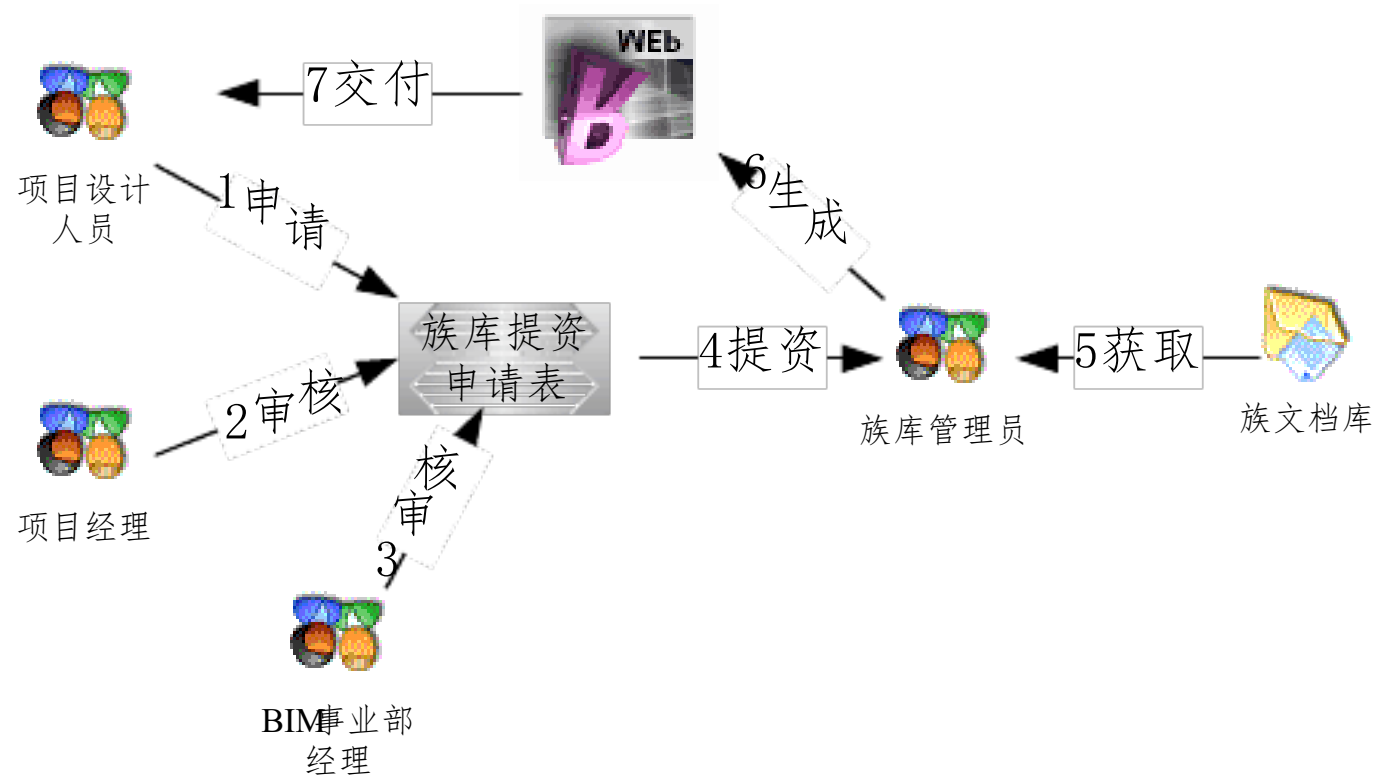 WEb
7交付
项目设计
人员
1申请
6生成
族库提资
申请表
4提资
5获取
2审核
族库管理员
族文档库
项目经理
3审核
BIM事业部
经理